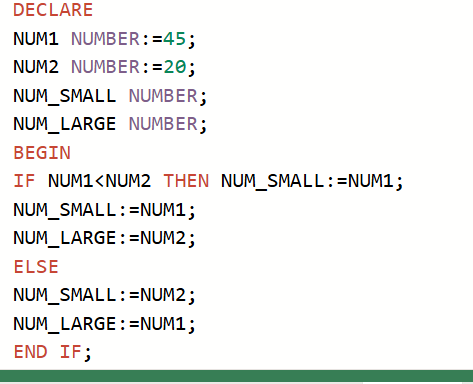 DECLARE
NUM1 NUMBER:=45;
NUM2 NUMBER:=20;
NUM_SMALL NUMBER;
NUM_LARGE NUMBER;
BEGIN
IF NUM1<NUM2 THEN NUM_SMALL:=NUM1;
NUM_SMALL:=NUM1;
NUM_LARGE:=NUM2;
ELSE
NUM_SMALL:=NUM2;
NUM_LARGE:=NUM1;
END IF;